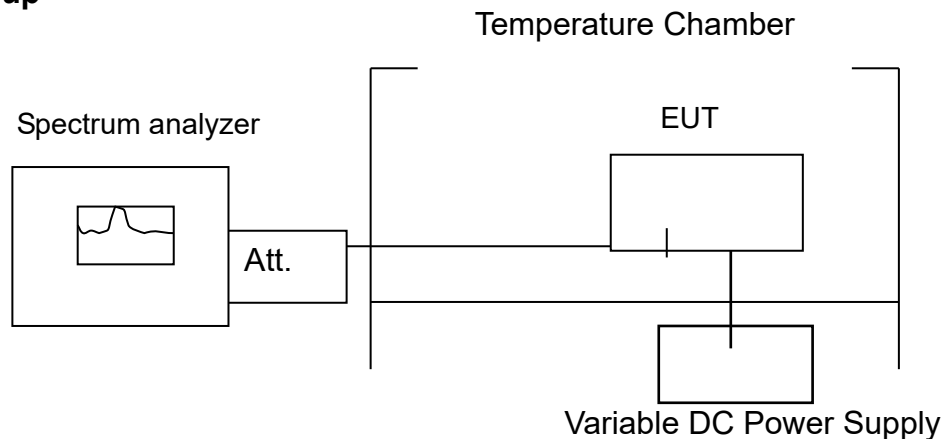 up
Temperature Chamber
Spectrum analyzer
EUT
Att.
Variable DC Power Supply